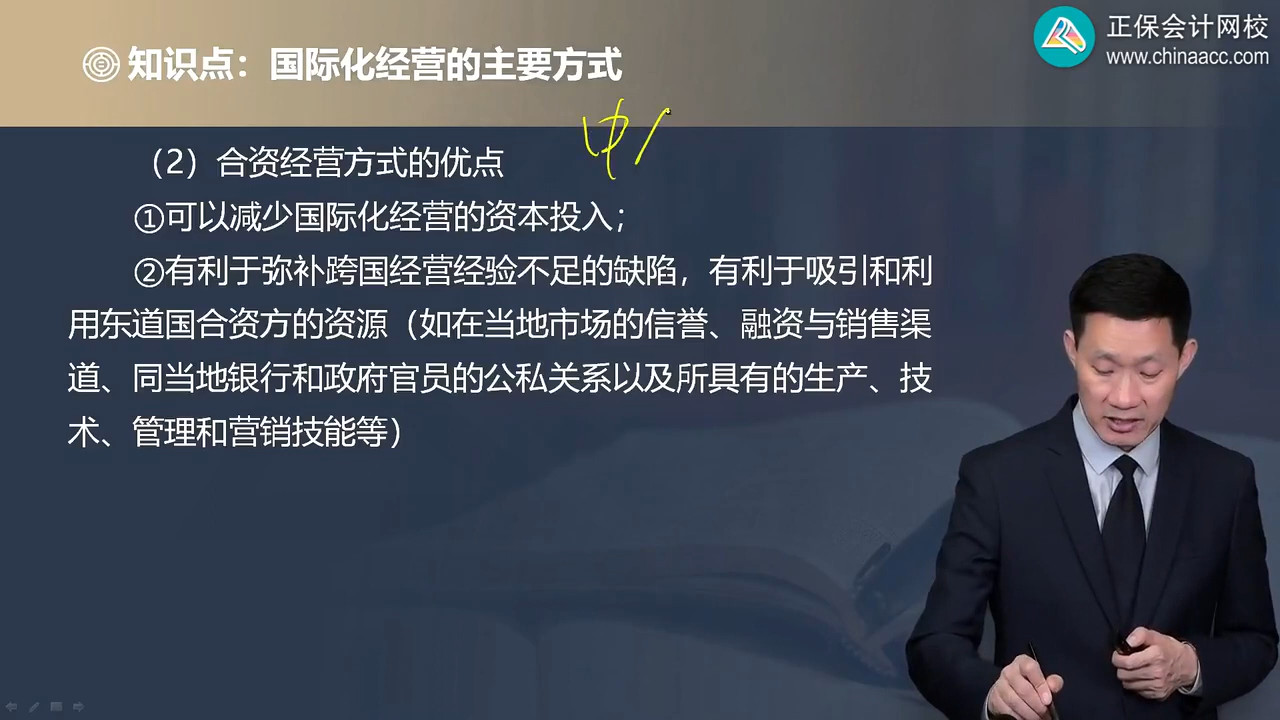 正保会计网校
www.chinaacc.com
知识点：国际化经营的主要方式
中
（2）合资经营方式的优点
①可以减少国际化经营的资本投入；
②有利于弥补跨国经营经验不足的缺陷，有利于吸引和利
用东道国合资方的资源（如在当地市场的信誉、融资与销售渠
道、同当地银行和政府官员的公私关系以及所具有的生产、技
术、管理和营销技能等）